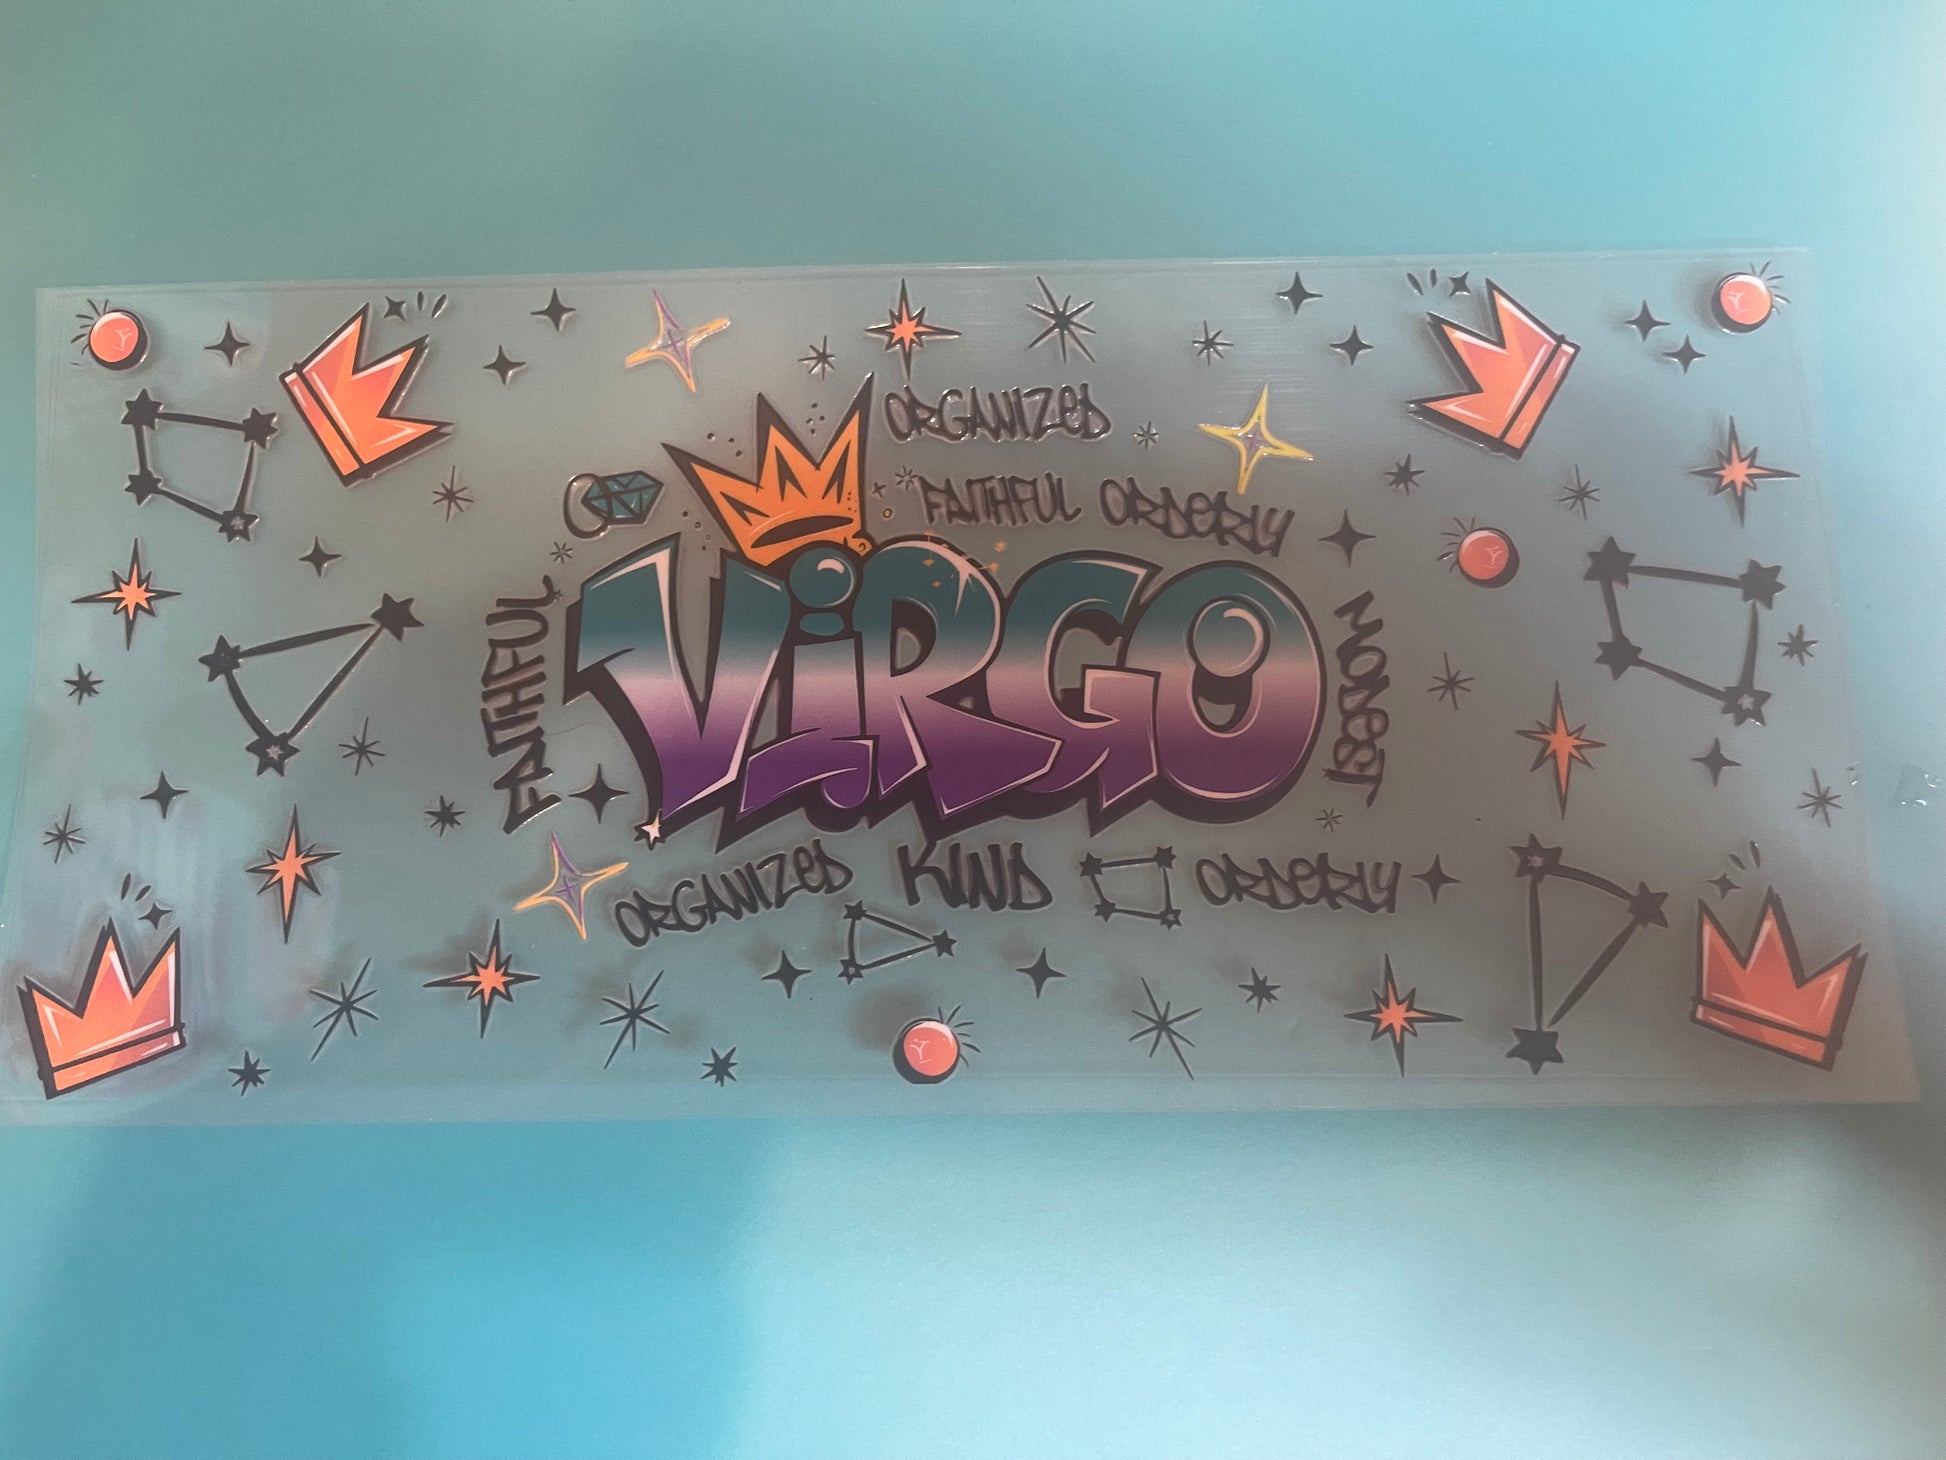 ORGANIZED
FAITHFUL ORDERLY
FAITHFUL
ViRGO
MODEST
ORGANIZED KIND ORDERLY